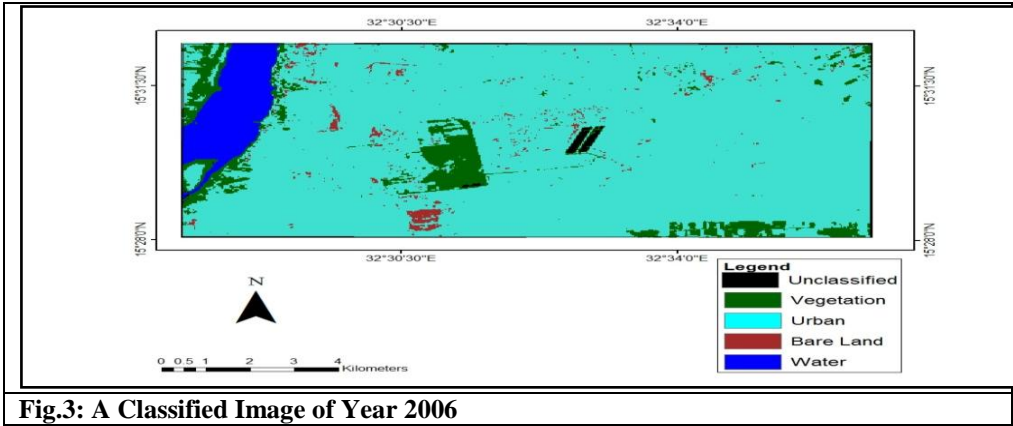 32°30'30"E 32°34'0"E
15°31'30"N 15°31'30"N
15°28'0"N 15°28'0"N
32°30'30"E 32°34'0"E
Legend
Unclassified
Vegetation
Urban
Bare Land
Water
N
0 0.5 1 2 3 4
Kilometers
Fig.3: A Classified Image of Year 2006